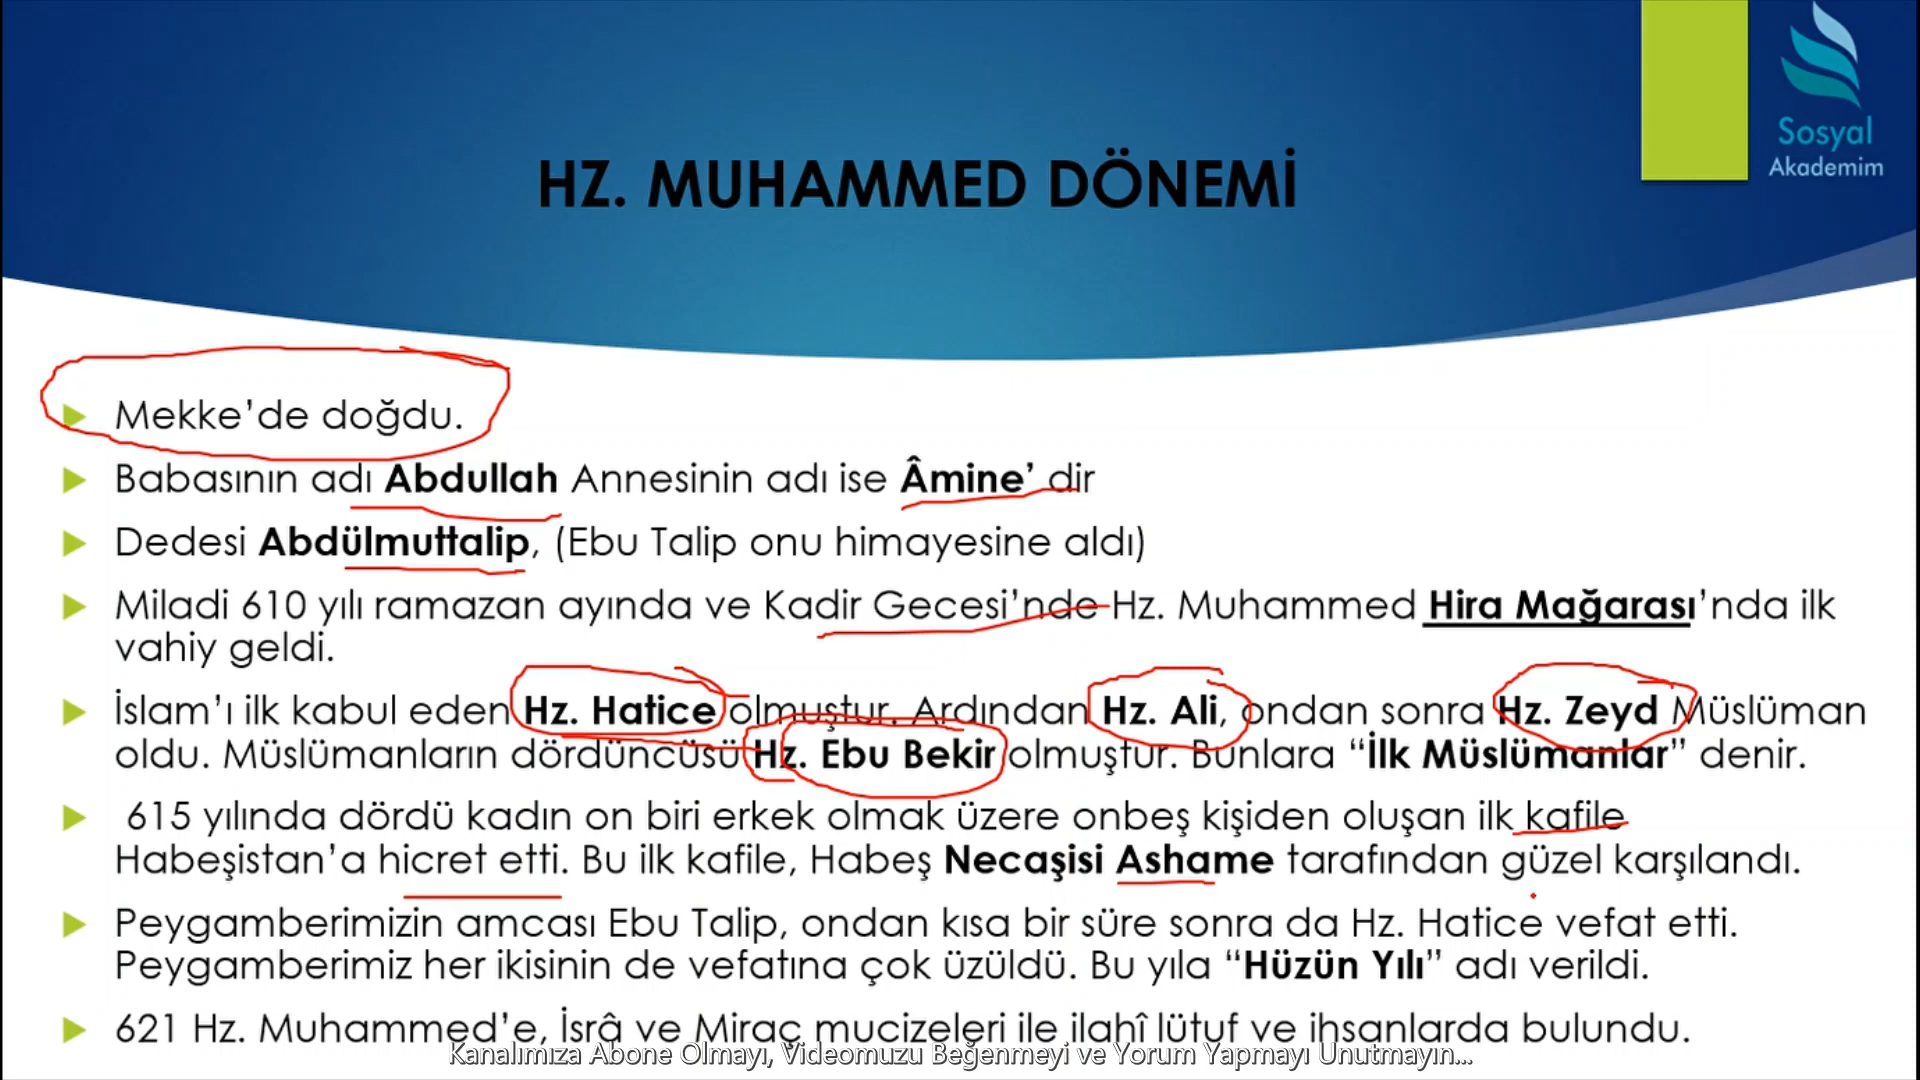 Sosyal
Akademim
HZ. MUHAMMED DÖNEMİ
Mekke’de doğdu.
Babasının adı Abdullah Annesinin adı ise Âmine’ dir
Dedesi Abdülmuttalip, (Ebu Talip onu himayesine aldı)
Miladi 610 yılı ramazan ayında ve Kadir Gecesi’nde Hz. Muhammed Hira Mağarası’nda ilk
vahiy geldi.
İslam’ı ilk kabul eden Hz. Hatice olmuştur. Ardından Hz. Ali, ondan sonra Hz. Zeyd Müslüman
oldu. Müslümanların dördüncüsü Hz. Ebu Bekir olmuştur. Bunlara “İlk Müslümanlar” denir.
615 yılında dördü kadın on biri erkek olmak üzere onbeş kişiden oluşan ilk kafile
Habeşistan’a hicret etti. Bu ilk kafile, Habeş Necaşisi Ashame tarafından güzel karşılandı.
Peygamberimizin amcası Ebu Talip, ondan kısa bir süre sonra da Hz. Hatice vefat etti.
Peygamberimiz her ikisinin de vefatına çok üzüldü. Bu yıla “Hüzün Yılı” adı verildi.
621 Hz. Muhammed’e, İsrâ ve Miraç mucizeleri ile ilahî lütuf ve ihsanlarda bulundu.
Kanalımıza Abone Olmayı, Videomuzu Beğenmeyi ve Yorum Yapmayı Unutmayın...